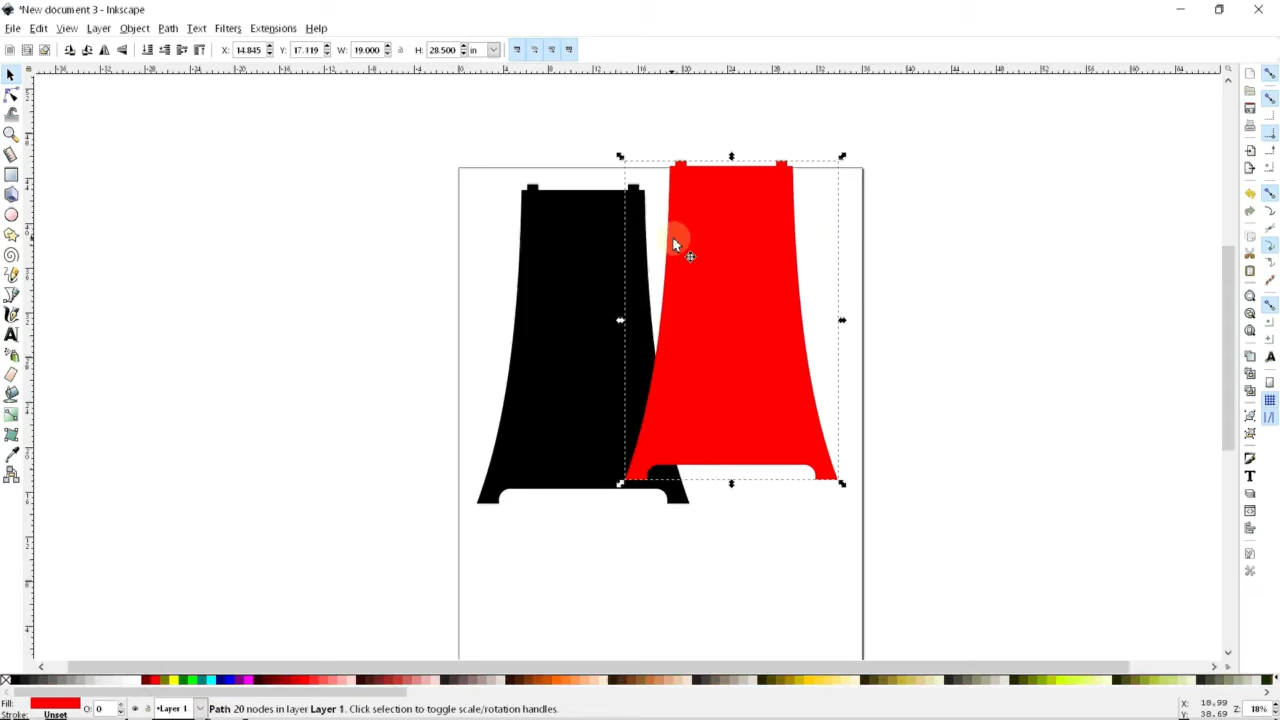 *New document 3 - Inkscape
File Edit View Layer Object Path Text Filters Extensions Help
X: 14.845 Y: 17.119 W: 19.000 H: 28.500 in
Fill: O: 0 •Layer 1 Path 20 nodes in layer Layer 1. Click selection to toggle scale/rotation handles. X: 18.99 Z: 18%
Stroke: Unset Y: 38.69